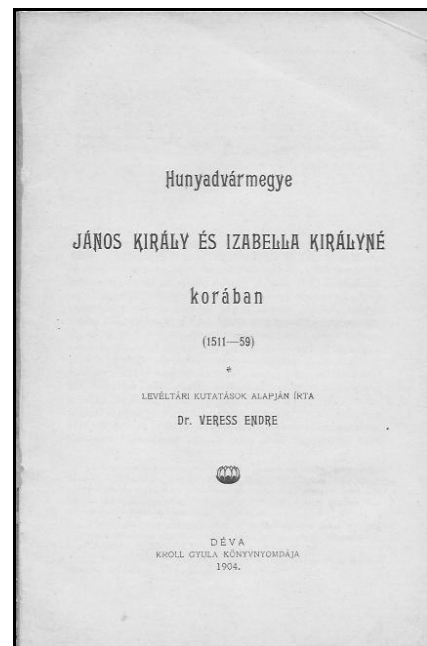 Hunyadvármegye
JÁNOS KIRÁLY ÉS IZABELLA KIRÁLYNÉ
korában
(1511—59)
*
LEVÉLTÁRI KUTATÁSOK ALAPJÁN ÍRTA
Dr. VERESS ENDRE
DÉVA
KROLL GYULA KÖNYVNYOMDÁJA
1904.